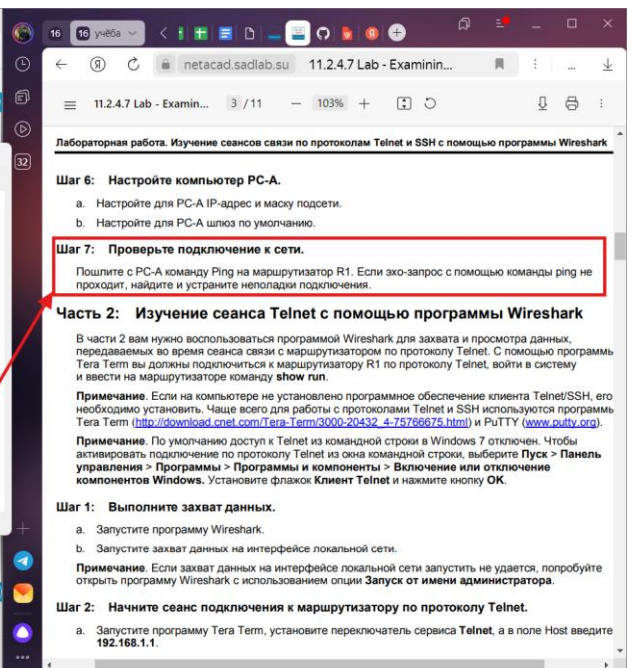 16 16 учёба
netacad.sadlab.su 11.2.4.7 Lab - Examinin...
11.2.4.7 Lab - Examin... 3 / 11 — 103% +
32
Лабораторная работа. Изучение сеансов связи по протоколам Telnet и SSH с помощью программы Wireshark
Шаг 6: Настройте компьютер PC-A.
a. Настройте для PC-A IP-адрес и маску подсети.
b. Настройте для PC-A шлюз по умолчанию.
Шаг 7: Проверьте подключение к сети.
Пошлите с PC-A команду Ping на маршрутизатор R1. Если эхо-запрос с помощью команды ping не
проходит, найдите и устраните неполадки подключения.
Часть 2: Изучение сеанса Telnet с помощью программы Wireshark
В части 2 вам нужно воспользоваться программой Wireshark для захвата и просмотра данных,
передаваемых во время сеанса связи с маршрутизатором по протоколу Telnet. С помощью программы
Tera Term вы должны подключиться к маршрутизатору R1 по протоколу Telnet, войти в систему
и ввести на маршрутизаторе команду show run.
Примечание. Если на компьютере не установлено программное обеспечение клиента Telnet/SSH, его
необходимо установить. Чаще всего для работы с протоколами Telnet и SSH используются программы
Tera Term (http://download.cnet.com/Tera-Term/3000-20432_4-75766675.html) и PuTTY (www.putty.org).
Примечание. По умолчанию доступ к Telnet из командной строки в Windows 7 отключен. Чтобы
активировать подключение по протоколу Telnet из окна командной строки, выберите Пуск > Панель
управления > Программы > Программы и компоненты > Включение или отключение
компонентов Windows. Установите флажок Клиент Telnet и нажмите кнопку OK.
Шаг 1: Выполните захват данных.
a. Запустите программу Wireshark.
b. Запустите захват данных на интерфейсе локальной сети.
Примечание. Если захват данных на интерфейсе локальной сети запустить не удается, попробуйте
открыть программу Wireshark с использованием опции Запуск от имени администратора.
Шаг 2: Начните сеанс подключения к маршрутизатору по протоколу Telnet.
a. Запустите программу Tera Term, установите переключатель сервиса Telnet, а в поле Host введите
192.168.1.1.